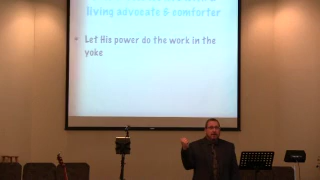 living advocate & comforter
Let His power do the work in the
yoke